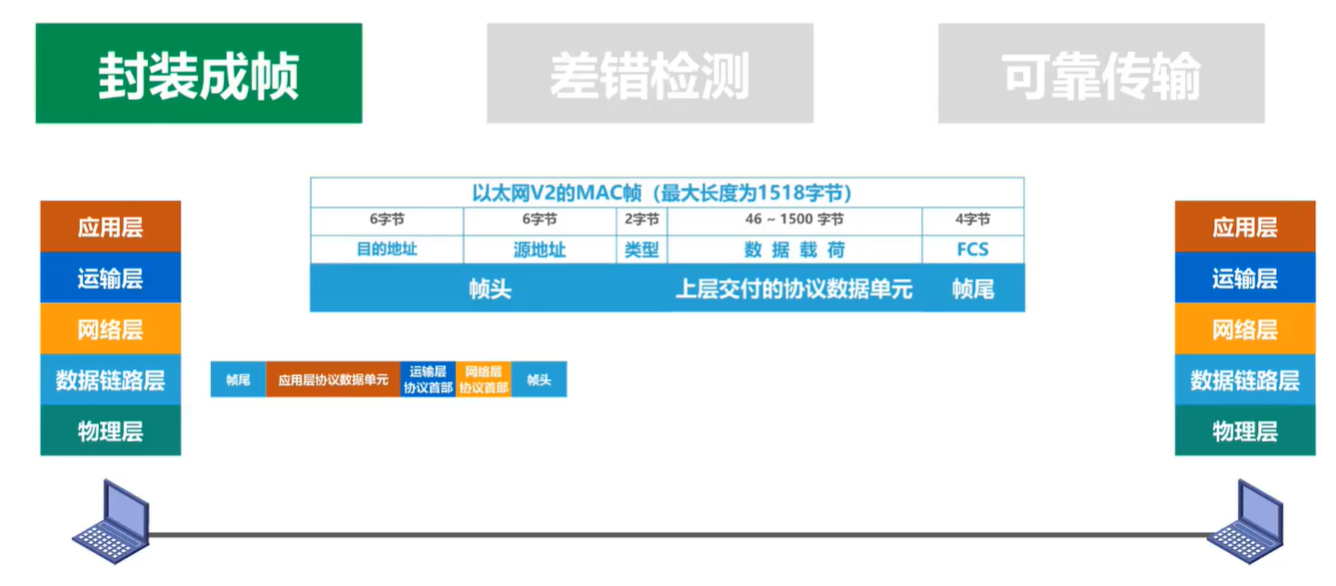 封装成帧
差错检测
可靠传输
以太网V2的MAC帧（最大长度为1518字节）
6字节 6字节 2字节 46 ~ 1500 字节 4字节
目的地址 源地址 类型 数 据 载 荷 FCS
帧头 上层交付的协议数据单元 帧尾
应用层
运输层
网络层
数据链路层
物理层
帧尾
应用层协议数据单元
运输层
协议首部
网络层
协议首部
帧头
应用层
运输层
网络层
数据链路层
物理层